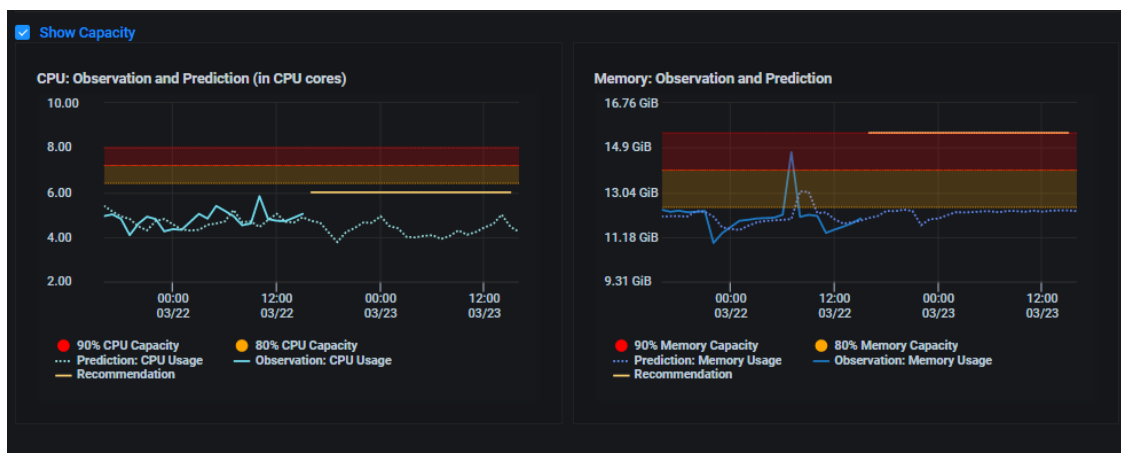 Show Capacity
CPU: Observation and Prediction (in CPU cores)
10.00
8.00
6.00
4.00
2.00
00:00 12:00 00:00 12:00
03/22 03/22 03/23 03/23
90% CPU Capacity 80% CPU Capacity
Prediction: CPU Usage Observation: CPU Usage
Recommendation
Memory: Observation and Prediction
16.76 GiB
14.9 GiB
13.04 GiB
11.18 GiB
9.31 GiB
00:00 12:00 00:00 12:00
03/22 03/22 03/23 03/23
90% Memory Capacity 80% Memory Capacity
Prediction: Memory Usage Observation: Memory Usage
Recommendation